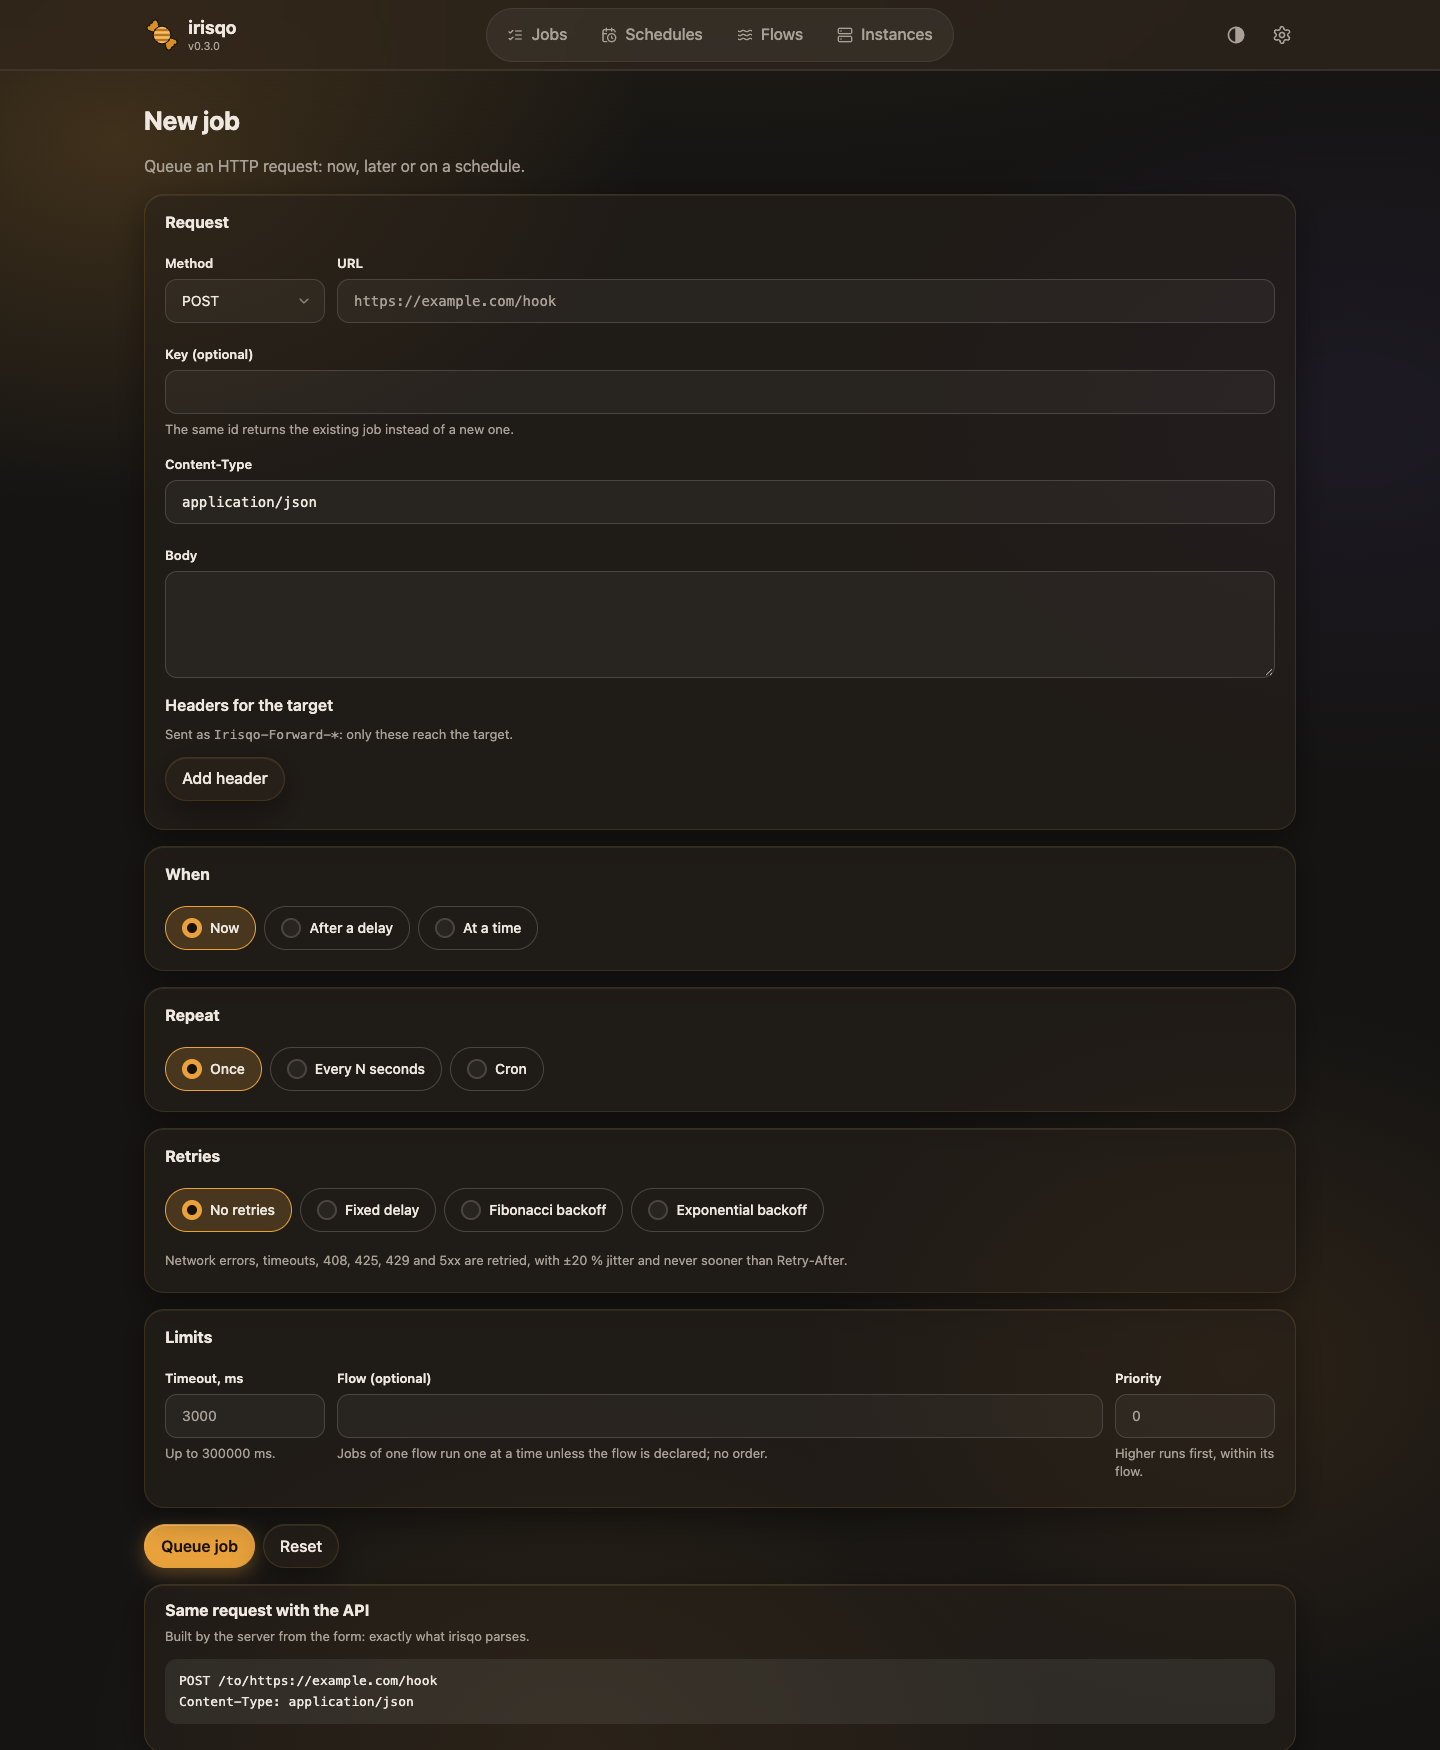 irisqo
v0.3.0
Jobs
Schedules
Flows
Instances
New job
Queue an HTTP request: now, later or on a schedule.
Request
Method
URL
POST
https://example.com/hook
Key (optional)
The same id returns the existing job instead of a new one.
Content-Type
application/json
Body
Headers for the target
Sent as Irisqo-Forward-*: only these reach the target.
Add header
When
Now
After a delay
At a time
Repeat
Once
Every N seconds
Cron
Retries
No retries
Fixed delay
Fibonacci backoff
Exponential backoff
Network errors, timeouts, 408, 425, 429 and 5xx are retried, with ±20 % jitter and never sooner than Retry-After.
Limits
Timeout, ms
Flow (optional)
Priority
3000
0
Up to 300000 ms.
Jobs of one flow run one at a time unless the flow is declared; no order.
Higher runs first, within its
flow.
Queue job
Reset
Same request with the API
Built by the server from the form: exactly what irisqo parses.
POST /to/https://example.com/hook
Content-Type: application/json